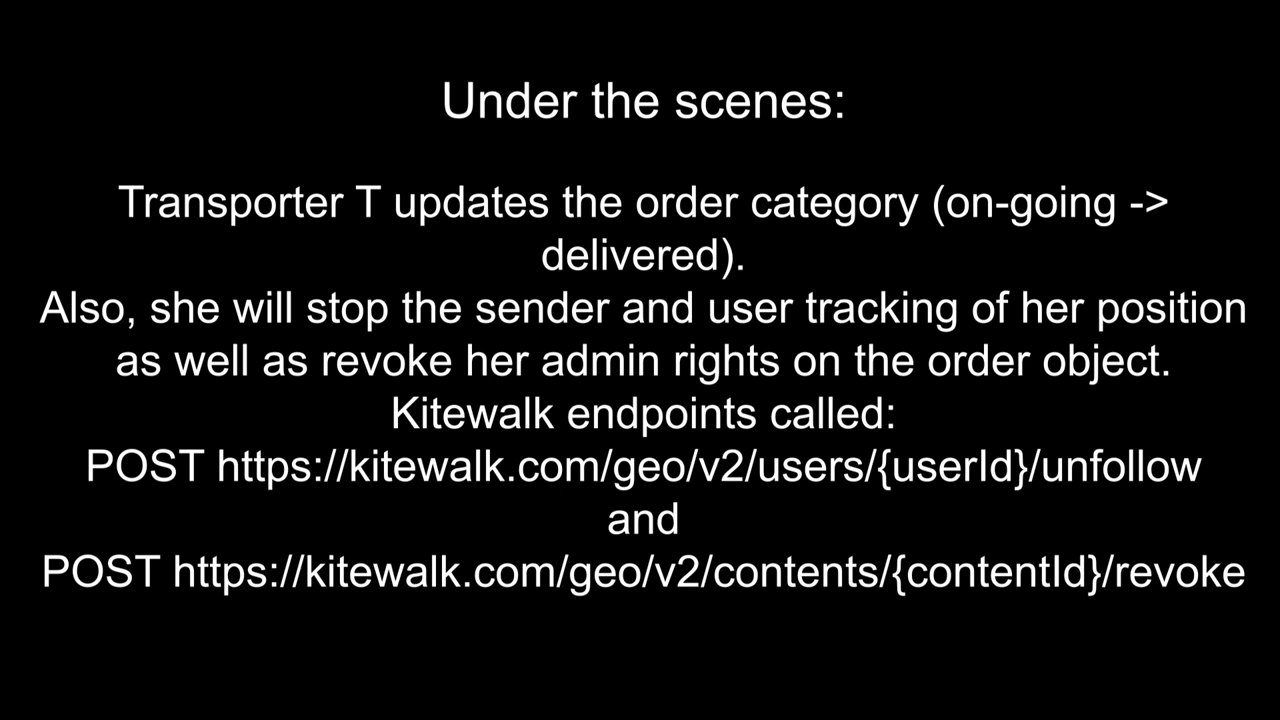 Under the scenes:
Transporter T updates the order category (on-going ->
delivered).
Also, she will stop the sender and user tracking of her position
as well as revoke her admin rights on the order object.
Kitewalk endpoints called:
POST https://kitewalk.com/geo/v2/users/{userId}/unfollow
and
POST https://kitewalk.com/geo/v2/contents/{contentId}/revoke